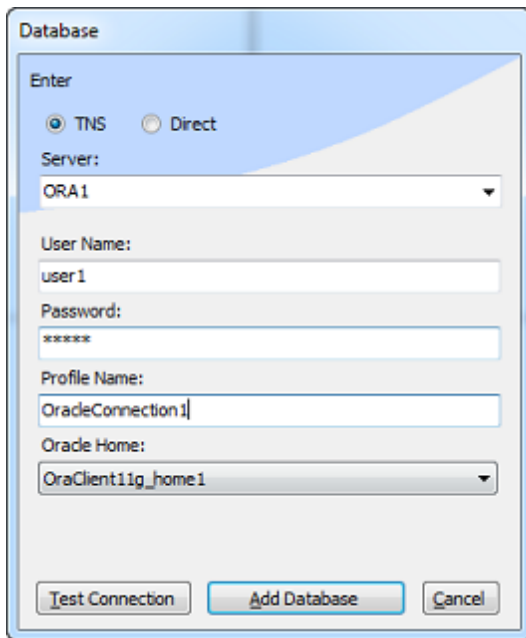 Database
Enter
TNS Direct
Server:
ORA1
User Name:
user1
Password:
*****
Profile Name:
OracleConnection1
Oracle Home:
OraClient11g_home1
Test Connection Add Database Cancel